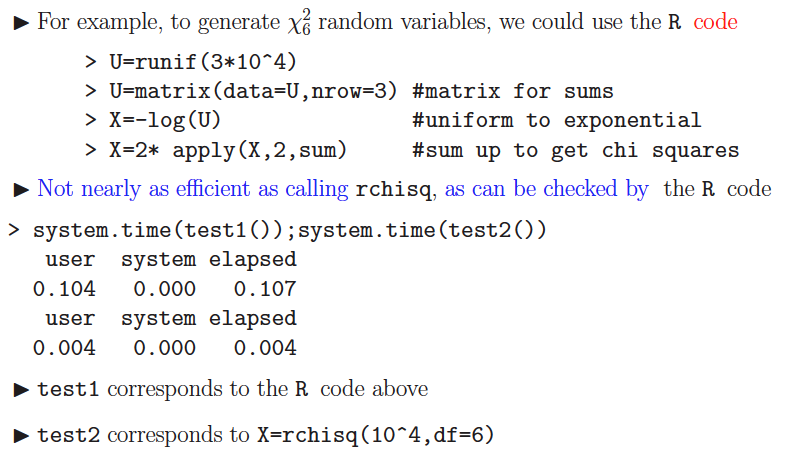 ▶ For example, to generate χ²₆ random variables, we could use the R code
> U=runif(3*10^4)
> U=matrix(data=U,nrow=3) #matrix for sums
> X=-log(U) #uniform to exponential
> X=2* apply(X,2,sum) #sum up to get chi squares
▶ Not nearly as efficient as calling rchisq, as can be checked by the R code
> system.time(test1());system.time(test2())
user system elapsed
0.104 0.000 0.107
user system elapsed
0.004 0.000 0.004
▶ test1 corresponds to the R code above
▶ test2 corresponds to X=rchisq(10^4,df=6)